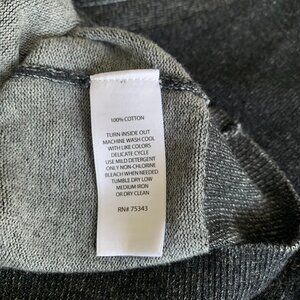 100% COTTON
TURN INSIDE OUT
MACHINE WASH COOL
WITH LIKE COLORS
DELICATE CYCLE
USE MILD DETERGENT
ONLY NON-CHLORINE
BLEACH WHEN NEEDED
TUMBLE DRY LOW
MEDIUM IRON
OR DRY CLEAN
RN# 75343